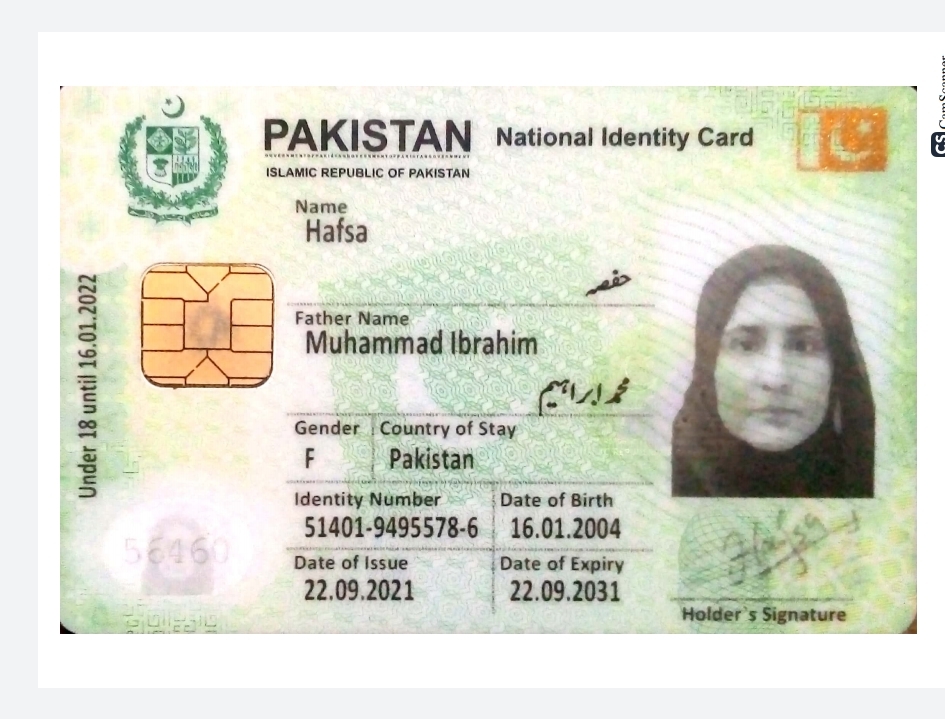 PAKISTAN National Identity Card
ISLAMIC REPUBLIC OF PAKISTAN
Name
Hafsa
حفصہ
Father Name
Muhammad Ibrahim
محمد ابراہیم
Gender Country of Stay
F Pakistan
Identity Number Date of Birth
51401-9495578-6 16.01.2004
Date of Issue Date of Expiry
22.09.2021 22.09.2031
Under 18 until 16.01.2022
56460
Hafsa
Holder`s Signature
CS CamScanner